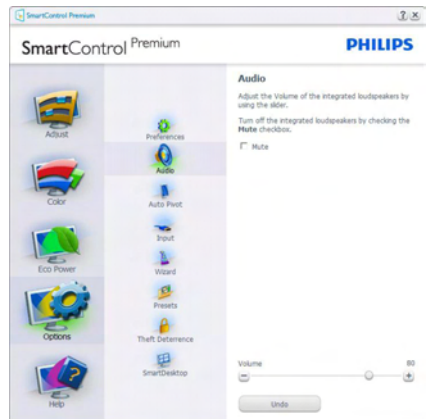 SmartControl Premium
SmartControl Premium
PHILIPS
Adjust
Color
Eco Power
Options
Help
Preferences
Audio
Auto Pivot
Input
Wizard
Presets
Theft Deterrence
SmartDesktop
Audio
Adjust the Volume of the integrated loudspeakers by
using the slider.
Turn off the integrated loudspeakers by checking the
Mute checkbox.
Mute
Volume 80
Undo